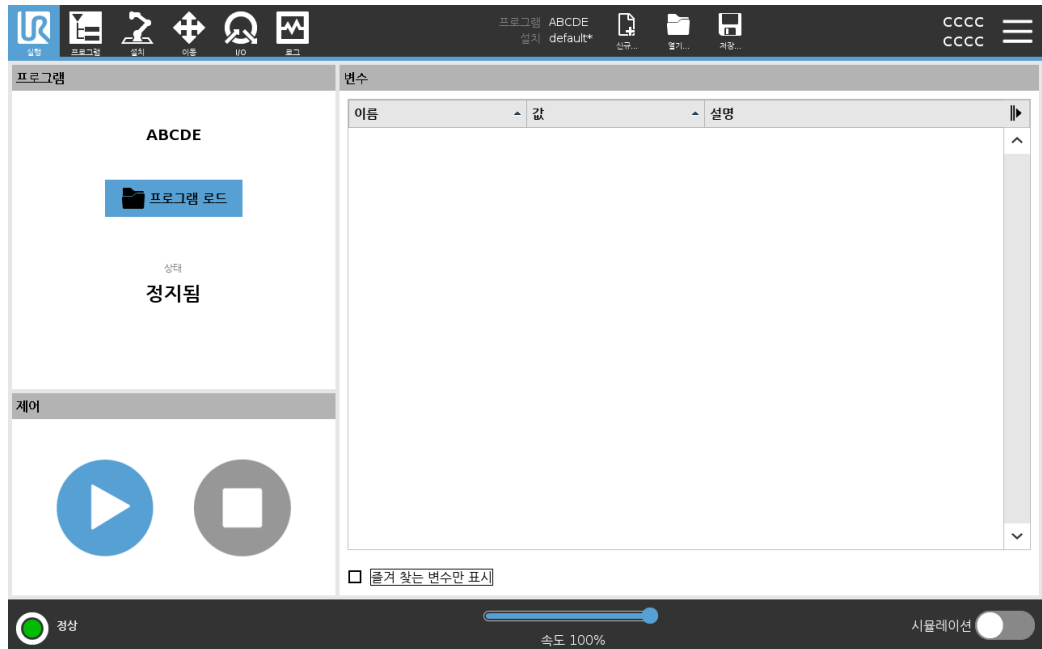 UR
실행
프로그램
설치
이동
I/O
로그
프로그램 ABCDE
설치 default*
신규...
열기...
저장...
CCCC
CCCC
프로그램
변수
이름
값
설명
ABCDE
프로그램 로드
상태
정지됨
제어
즐겨 찾는 변수만 표시
정상
속도 100%
시뮬레이션